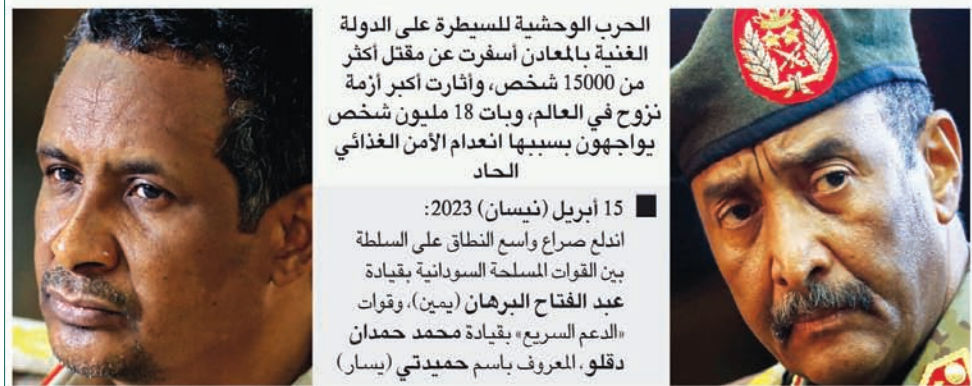 الحرب الوحشية للسيطرة على الدولة
الغنية بالمعادن أسفرت عن مقتل أكثر
من 15000 شخص، وأثارت أكبر أزمة
نزوح في العالم، وبات 18 مليون شخص
يواجهون بسببها انعدام الأمن الغذائي
الحاد
■ 15 أبريل (نيسان) 2023:
اندلع صراع واسع النطاق على السلطة
بين القوات المسلحة السودانية بقيادة
عبد الفتاح البرهان (يمين)، وقوات
«الدعم السريع» بقيادة محمد حمدان
دقلو، المعروف باسم حميدتي (يسار)